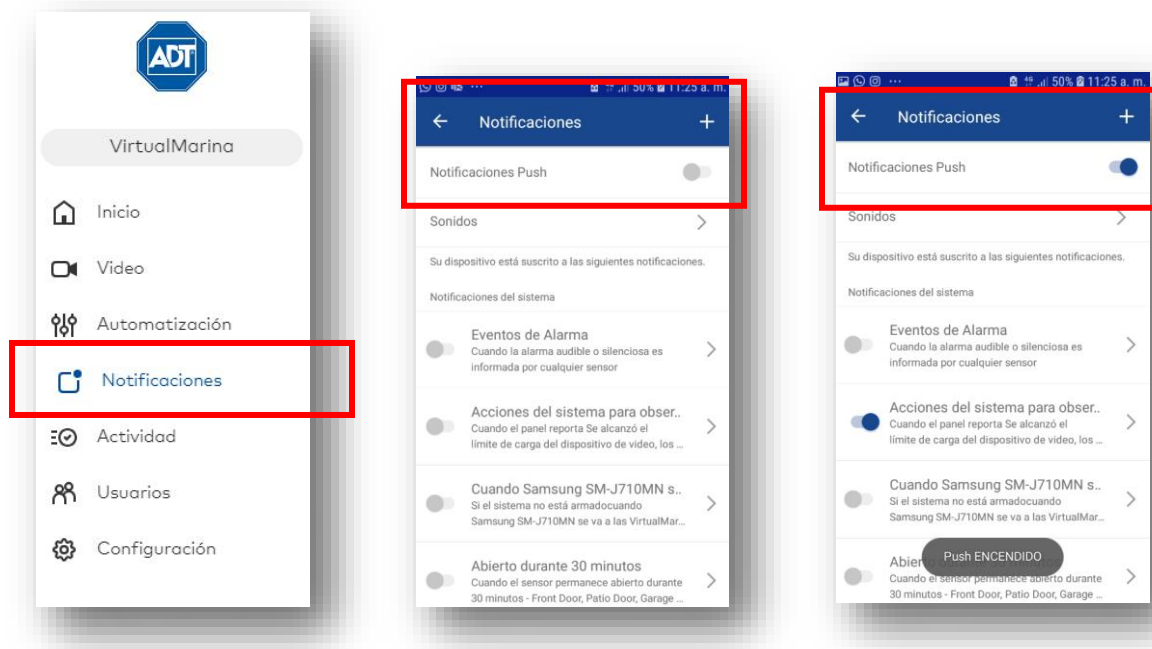 ADT
VirtualMarina
Inicio
Video
Automatización
Notificaciones
Actividad
Usuarios
Configuración
50% 11:25 a. m.
Notificaciones
Notificaciones Push
Sonidos
Su dispositivo está suscrito a las siguientes notificaciones.
Notificaciones del sistema
Eventos de Alarma
Cuando la alarma audible o silenciosa es
informada por cualquier sensor
Acciones del sistema para obser..
Cuando el panel reporta Se alcanzó el
límite de carga del dispositivo de video, los ...
Cuando Samsung SM-J710MN s..
Si el sistema no está armadocuando
Samsung SM-J710MN se va a las VirtualMar...
Abierto durante 30 minutos
Cuando el sensor permanece abierto durante
30 minutos - Front Door, Patio Door, Garage ...
50% 11:25 a. m.
Notificaciones
Notificaciones Push
Sonidos
Su dispositivo está suscrito a las siguientes notificaciones.
Notificaciones del sistema
Eventos de Alarma
Cuando la alarma audible o silenciosa es
informada por cualquier sensor
Acciones del sistema para obser..
Cuando el panel reporta Se alcanzó el
límite de carga del dispositivo de video, los ...
Cuando Samsung SM-J710MN s..
Si el sistema no está armadocuando
Samsung SM-J710MN se va a las VirtualMar...
Push ENCENDIDO
Cuando el sensor permanece abierto durante
30 minutos - Front Door, Patio Door, Garage ...